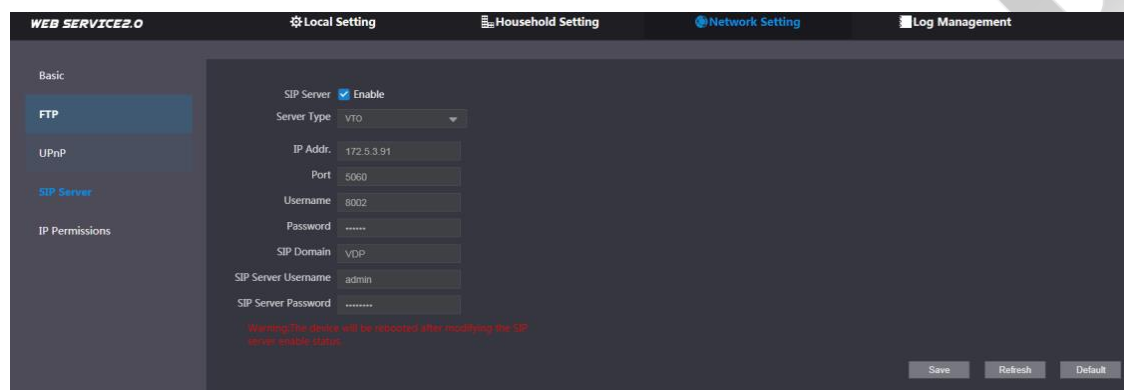 WEB SERVICE2.0
Local Setting
Household Setting
Network Setting
Log Management
Basic
FTP
UPnP
SIP Server
IP Permissions
SIP Server Enable
Server Type VTO
IP Addr. 172.5.3.91
Port 5060
Username 8002
Password ······
SIP Domain VDP
SIP Server Username admin
SIP Server Password ········
Warning:The device will be rebooted after modifying the SIP
server enable status.
Save Refresh Default